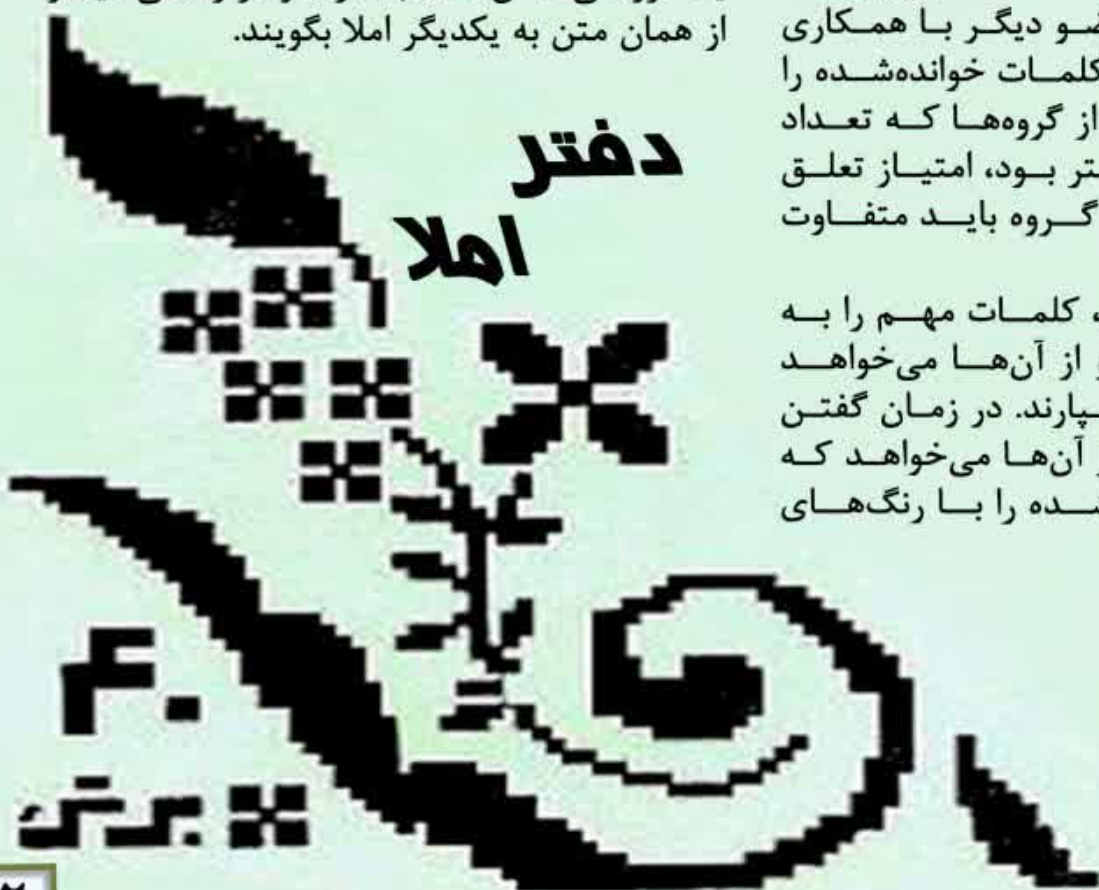 ضو دیگر با همکاری
کلمات خوانده‌شده را
از گروه‌ها که تعداد
تر بود، امتیاز تعلق
گروه باید متفاوت
، کلمات مهم را به
از آن‌ها می‌خواهد
سپارند. در زمان گفتن
آن‌ها می‌خواهد که
شده را با رنگ‌های
از همان متن به یکدیگر املا بگویند.
دفتر
املا
۴۰
برگ